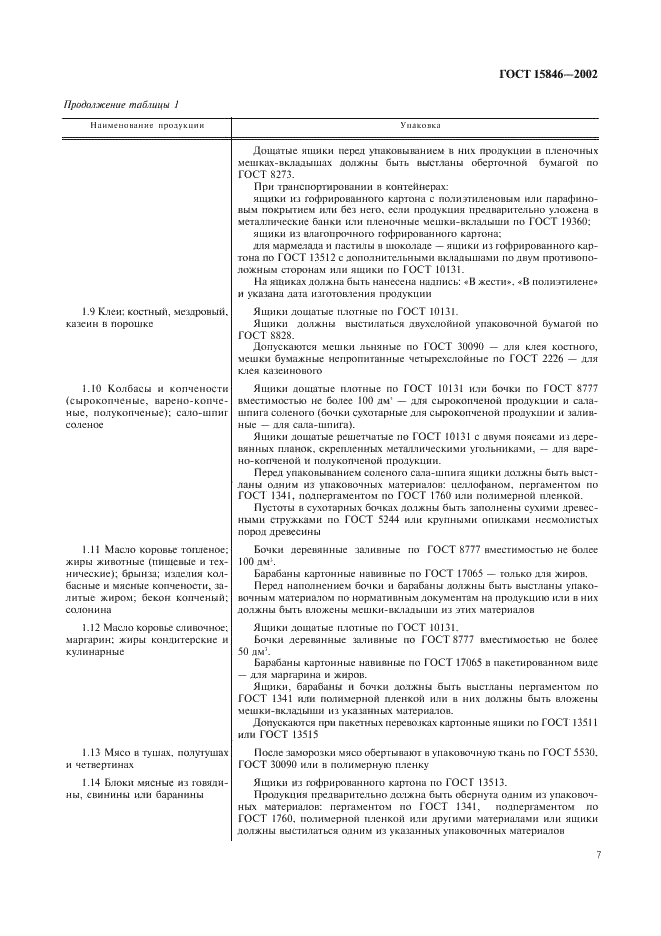 ГОСТ 15846—2002
Продолжение таблицы 1
Наименование продукции
Упаковка
Дощатые ящики перед упаковыванием в них продукции в пленочных
мешках-вкладышах должны быть выстланы оберточной бумагой по
ГОСТ 8273.
При транспортировании в контейнерах:
ящики из гофрированного картона с полиэтиленовым или парафино-
вым покрытием или без него, если продукция предварительно уложена в
металлические банки или пленочные мешки-вкладыши по ГОСТ 19360;
ящики из влагопрочного гофрированного картона;
для мармелада и пастилы в шоколаде — ящики из гофрированного кар-
тона по ГОСТ 13512 с дополнительными вкладышами по двум противопо-
ложным сторонам или ящики по ГОСТ 10131.
На ящиках должна быть нанесена надпись: «В жести», «В полиэтилене»
и указана дата изготовления продукции
1.9 Клеи; костный, мездровый,
казеин в порошке
Ящики дощатые плотные по ГОСТ 10131.
Ящики должны выстилаться двухслойной упаковочной бумагой по
ГОСТ 8828.
Допускаются мешки льняные по ГОСТ 30090 — для клея костного,
мешки бумажные непропитанные четырехслойные по ГОСТ 2226 — для
клея казеинового
1.10 Колбасы и копчености
(сырокопченые, варено-копче-
ные, полукопченые); сало-шпиг
соленое
Ящики дощатые плотные по ГОСТ 10131 или бочки по ГОСТ 8777
вместимостью не более 100 дм³ — для сырокопченой продукции и сала-
шпига соленого (бочки сухотарные для сырокопченой продукции и залив-
ные — для сала-шпига).
Ящики дощатые решетчатые по ГОСТ 10131 с двумя поясами из дере-
вянных планок, скрепленных металлическими угольниками, — для варе-
но-копченой и полукопченой продукции.
Перед упаковыванием соленого сала-шпига ящики должны быть выст-
ланы одним из упаковочных материалов: целлофаном, пергаментом по
ГОСТ 1341, подпергаментом по ГОСТ 1760 или полимерной пленкой.
Пустоты в сухотарных бочках должны быть заполнены сухими древес-
ными стружками по ГОСТ 5244 или крупными опилками несмолистых
пород древесины
1.11 Масло коровье топленое;
жиры животные (пищевые и тех-
нические); брынза; изделия кол-
басные и мясные копчености, за-
литые жиром; бекон копченый;
солонина
Бочки деревянные заливные по ГОСТ 8777 вместимостью не более
100 дм³.
Барабаны картонные навивные по ГОСТ 17065 — только для жиров.
Перед наполнением бочки и барабаны должны быть выстланы упако-
вочным материалом по нормативным документам на продукцию или в них
должны быть вложены мешки-вкладыши из этих материалов
1.12 Масло коровье сливочное;
маргарин; жиры кондитерские и
кулинарные
Ящики дощатые плотные по ГОСТ 10131.
Бочки деревянные заливные по ГОСТ 8777 вместимостью не более
50 дм³.
Барабаны картонные навивные по ГОСТ 17065 в пакетированном виде
— для маргарина и жиров.
Ящики, барабаны и бочки должны быть выстланы пергаментом по
ГОСТ 1341 или полимерной пленкой или в них должны быть вложены
мешки-вкладыши из указанных материалов.
Допускаются при пакетных перевозках картонные ящики по ГОСТ 13511
или ГОСТ 13515
1.13 Мясо в тушах, полутушах
и четвертинах
После заморозки мясо обертывают в упаковочную ткань по ГОСТ 5530,
ГОСТ 30090 или в полимерную пленку
1.14 Блоки мясные из говяди-
ны, свинины или баранины
Ящики из гофрированного картона по ГОСТ 13513.
Продукция предварительно должна быть обернута одним из упаковоч-
ных материалов: пергаментом по ГОСТ 1341, подпергаментом по
ГОСТ 1760, полимерной пленкой или другими материалами или ящики
должны выстилаться одним из указанных упаковочных материалов
7